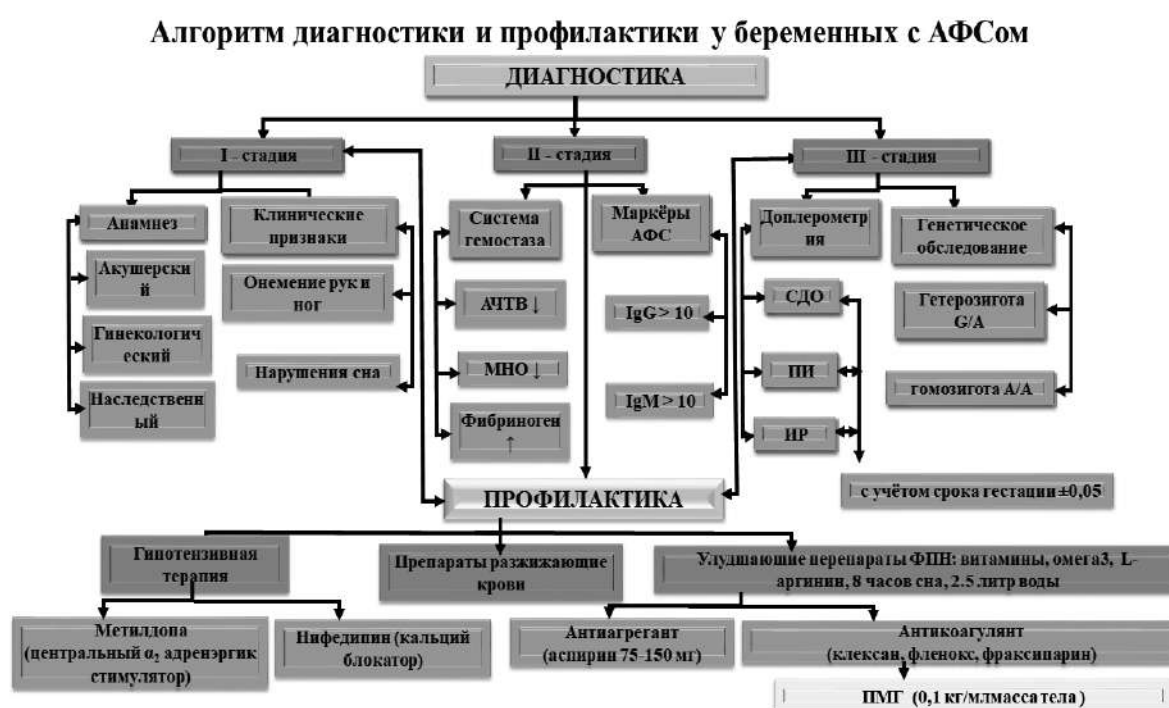 Алгоритм диагностики и профилактики у беременных с АФСом
ДИАГНОСТИКА
I - стадия
II - стадия
III - стадия
Анамнез
Акушерски
й
Гинекологич
еский
Наследственн
ый
Клинические
признаки
Онемение рук и
ног
Нарушения сна
Система
гемостаза
АЧТВ ↓
МНО ↓
Фибриноген
↑
Маркёры
АФС
IgG > 10
IgM > 10
Доплерометр
ия
СДО
ПИ
ИР
Генетическое
обследование
Гетерозигота
G/A
гомозигота А/А
с учётом срока гестации ±0,05
ПРОФИЛАКТИКА
Гипотензивная
терапия
Препараты разжижающие
крови
Улудшающие перепараты ФПН: витамины, омега3, L-
аргинин, 8 часов сна, 2.5 литр воды
Метилдопа
(центральный α₂ адренэргик
стимулятор)
Нифедипин (кальций
блокатор)
Антиагрегант
(аспирин 75-150 мг)
Антикоагулянт
(клексан, фленокс, фраксипарин)
ПМГ (0,1 кг/млмасса тела )